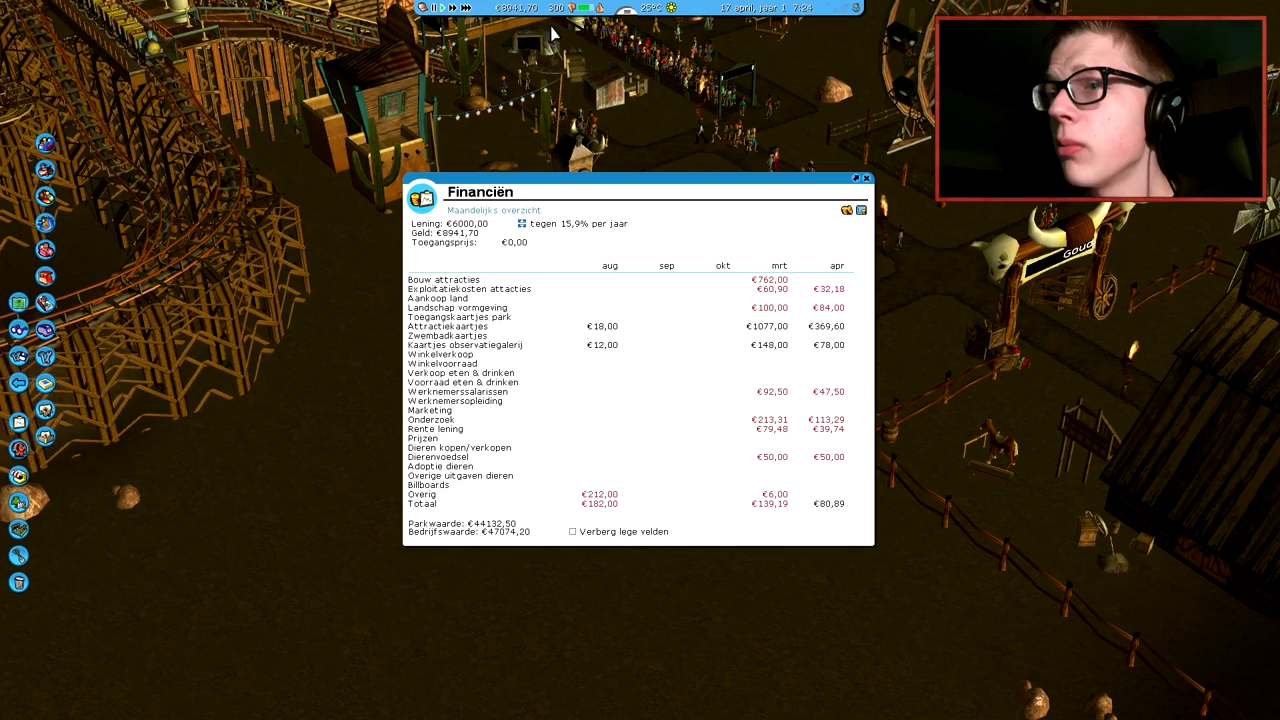 €8941,70 300 25°C 17 april, jaar 1 7:24
Goud
Financiën
Maandelijks overzicht
Lening: €6000,00 tegen 15,9% per jaar
Geld: €8941,70
Toegangsprijs: €0,00
aug sep okt mrt apr
Bouw attracties €762,00
Exploitatiekosten attacties €60,90 €32,18
Aankoop land
Landschap vormgeving €100,00 €84,00
Toegangskaartjes park
Attractiekaartjes €18,00 €1077,00 €369,60
Zwembadkaartjes
Kaartjes observatiegalerij €12,00 €148,00 €78,00
Winkelverkoop
Winkelvoorraad
Verkoop eten & drinken
Voorraad eten & drinken
Werknemerssalarissen €92,50 €47,50
Werknemersopleiding
Marketing
Onderzoek €213,31 €113,29
Rente lening €79,48 €39,74
Prijzen
Dieren kopen/verkopen
Dierenvoedsel €50,00 €50,00
Adoptie dieren
Overige uitgaven dieren
Billboards
Overig €212,00 €6,00
Totaal €182,00 €139,19 €80,89
Parkwaarde: €44132,50
Bedrijfswaarde: €47074,20 Verberg lege velden